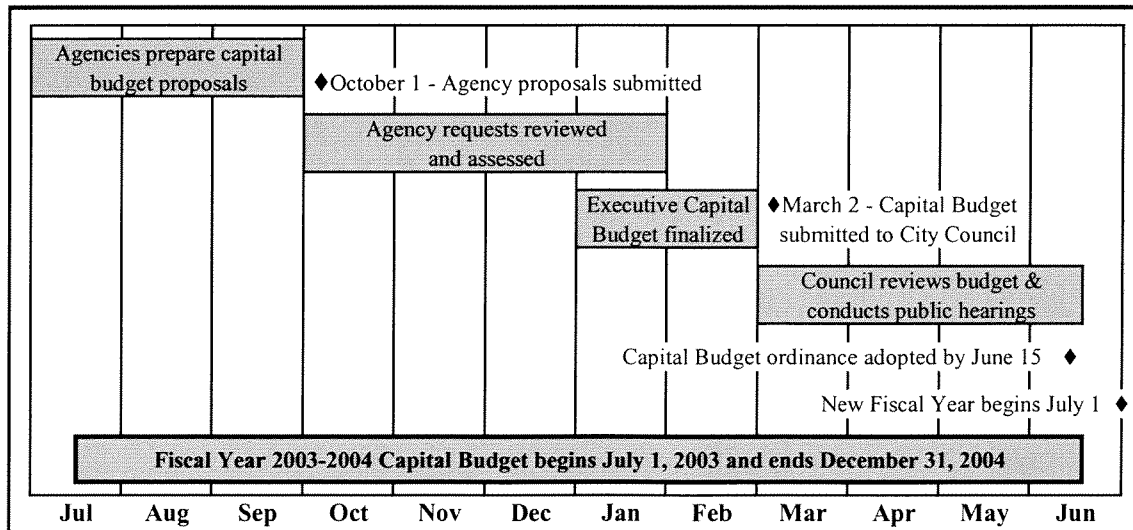 Agencies prepare capital
budget proposals
♦October 1 - Agency proposals submitted
Agency requests reviewed
and assessed
Executive Capital
Budget finalized
♦March 2 - Capital Budget
submitted to City Council
Council reviews budget &
conducts public hearings
Capital Budget ordinance adopted by June 15 ♦
New Fiscal Year begins July 1 ♦
Fiscal Year 2003-2004 Capital Budget begins July 1, 2003 and ends December 31, 2004
Jul Aug Sep Oct Nov Dec Jan Feb Mar Apr May Jun